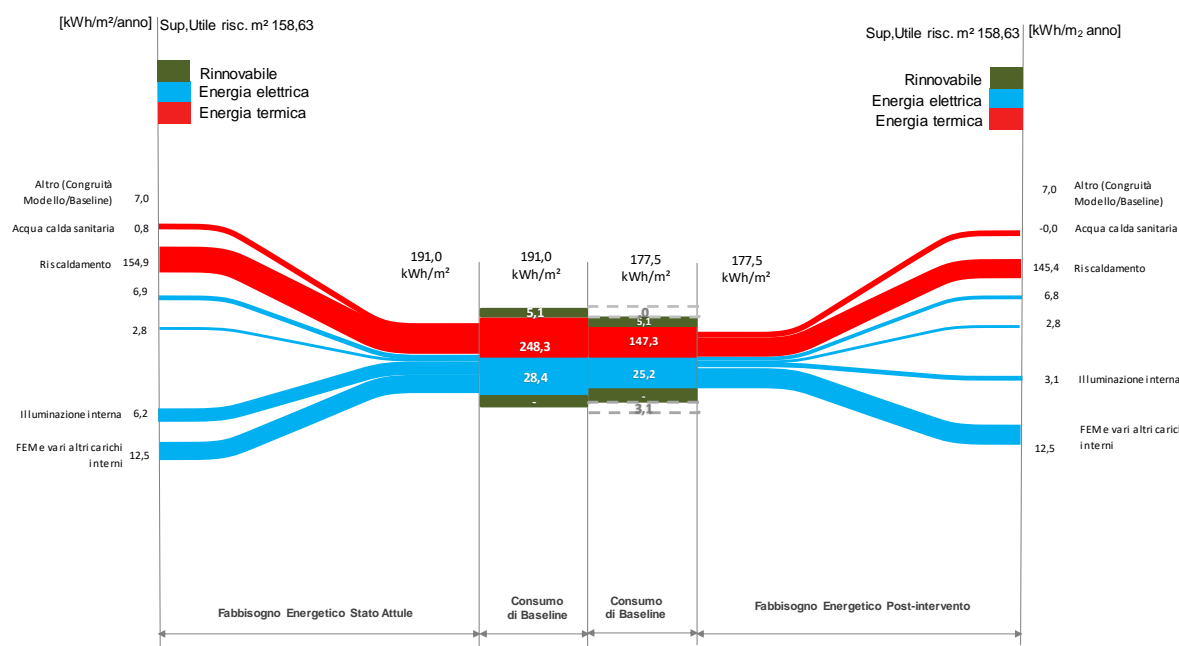 [kWh/m²/anno]
Sup,Utile risc. m² 158,63
Sup,Utile risc. m² 158,63
[kWh/m₂ anno]
Rinnovabile
Energia elettrica
Energia termica
Rinnovabile
Energia elettrica
Energia termica
Altro (Congruità
Modello/Baseline)
7,0
Acqua calda sanitaria
0,8
Riscaldamento
154,9
6,9
2,8
Illuminazione interna
6,2
FEM e vari altri carichi
interni
12,5
191,0
kWh/m²
191,0
kWh/m²
177,5
kWh/m²
177,5
kWh/m²
5,1
248,3
28,4
-
0
5,1
147,3
25,2
-
3,1
7,0
Altro (Congruità
Modello/Baseline)
-0,0
Acqua calda sanitaria
145,4
Riscaldamento
6,8
2,8
3,1
Illuminazione interna
12,5
FEM e vari altri carichi
interni
Fabbisogno Energetico Stato Attule
Consumo
di Baseline
Consumo
di Baseline
Fabbisogno Energetico Post-intervento